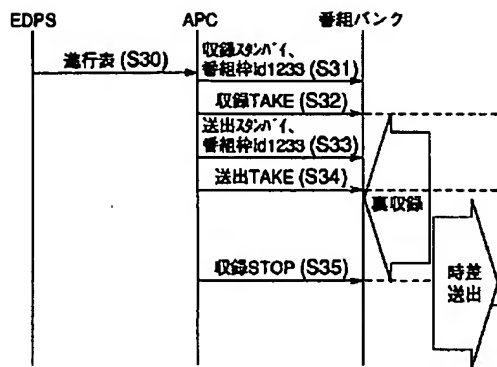 EDPS
APC
番組バンク
進行表 (S30)
収録スタンバイ、
番組枠id1233 (S31)
収録TAKE (S32)
送出スタンバイ、
番組枠id1233 (S33)
送出TAKE (S34)
裏収録
収録STOP (S35)
時差
送出